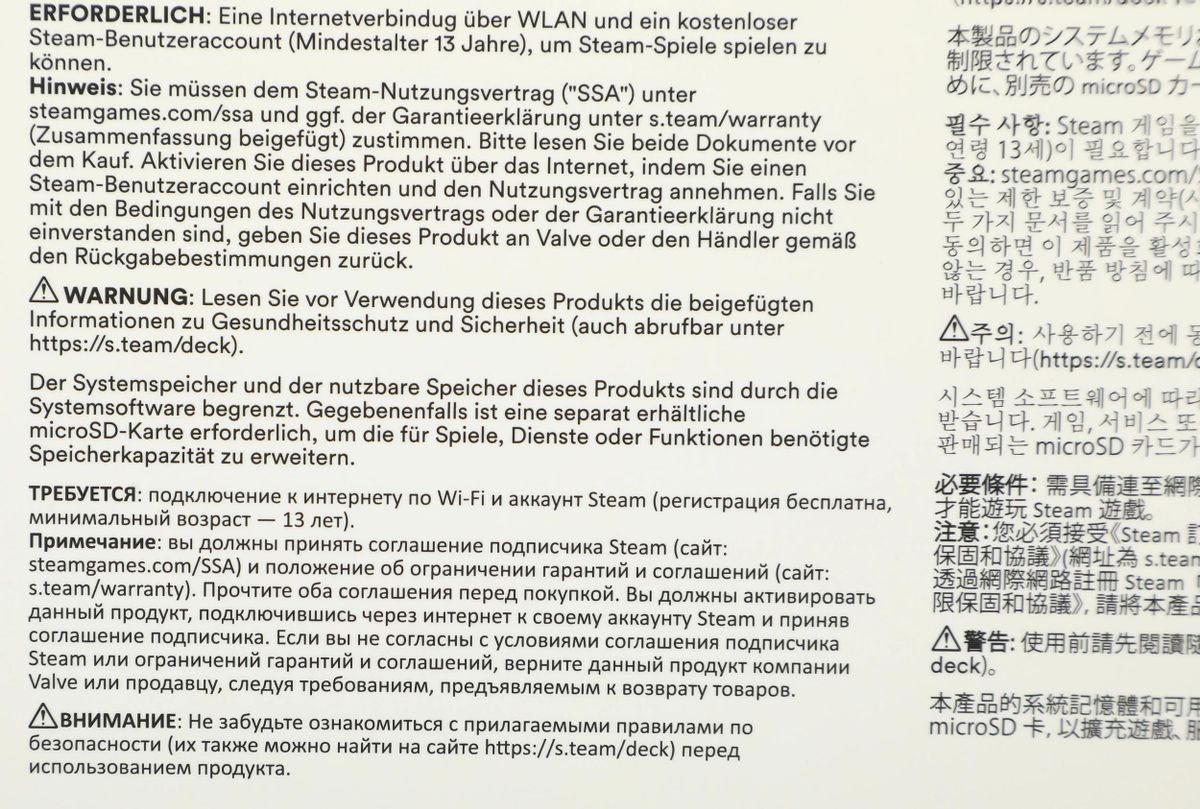 ERFORDERLICH: Eine Internetverbindug über WLAN und ein kostenloser
Steam-Benutzeraccount (Mindestalter 13 Jahre), um Steam-Spiele spielen zu
können.
Hinweis: Sie müssen dem Steam-Nutzungsvertrag ("SSA") unter
steamgames.com/ssa und ggf. der Garantieerklärung unter s.team/warranty
(Zusammenfassung beigefügt) zustimmen. Bitte lesen Sie beide Dokumente vor
dem Kauf. Aktivieren Sie dieses Produkt über das Internet, indem Sie einen
Steam-Benutzeraccount einrichten und den Nutzungsvertrag annehmen. Falls Sie
mit den Bedingungen des Nutzungsvertrags oder der Garantieerklärung nicht
einverstanden sind, geben Sie dieses Produkt an Valve oder den Händler gemäß
den Rückgabebestimmungen zurück.
⚠ WARNUNG: Lesen Sie vor Verwendung dieses Produkts die beigefügten
Informationen zu Gesundheitsschutz und Sicherheit (auch abrufbar unter
https://s.team/deck).
Der Systemspeicher und der nutzbare Speicher dieses Produkts sind durch die
Systemsoftware begrenzt. Gegebenenfalls ist eine separat erhältliche
microSD-Karte erforderlich, um die für Spiele, Dienste oder Funktionen benötigte
Speicherkapazität zu erweitern.
ТРЕБУЕТСЯ: подключение к интернету по Wi-Fi и аккаунт Steam (регистрация бесплатна,
минимальный возраст — 13 лет).
Примечание: вы должны принять соглашение подписчика Steam (сайт:
steamgames.com/SSA) и положение об ограничении гарантий и соглашений (сайт:
s.team/warranty). Прочтите оба соглашения перед покупкой. Вы должны активировать
данный продукт, подключившись через интернет к своему аккаунту Steam и приняв
соглашение подписчика. Если вы не согласны с условиями соглашения подписчика
Steam или ограничений гарантий и соглашений, верните данный продукт компании
Valve или продавцу, следуя требованиям, предъявляемым к возврату товаров.
⚠ВНИМАНИЕ: Не забудьте ознакомиться с прилагаемыми правилами по
безопасности (их также можно найти на сайте https://s.team/deck) перед
использованием продукта.
本製品のシステムメモリ
制限されています。ゲーム
めに、別売の microSD カー
필수 사항: Steam 게임을
연령 13세)이 필요합니다
중요: steamgames.com/
있는 제한 보증 및 계약(사
두 가지 문서를 읽어 주시
동의하면 이 제품을 활성
않는 경우, 반품 방침에 따
바랍니다.
⚠주의: 사용하기 전에 동
바랍니다(https://s.team/
시스템 소프트웨어에 따라
받습니다. 게임, 서비스 또
판매되는 microSD 카드가
必要條件： 需具備連至網際
才能遊玩 Steam 遊戲。
注意：您必須接受《Steam 訂
保固和協議》(網址為 s.team
透過網際網路註冊 Steam
限保固和協議》，請將本產品
⚠警告: 使用前請先閱讀隨
deck)。
本產品的系統記憶體和可用
microSD 卡，以擴充遊戲、服